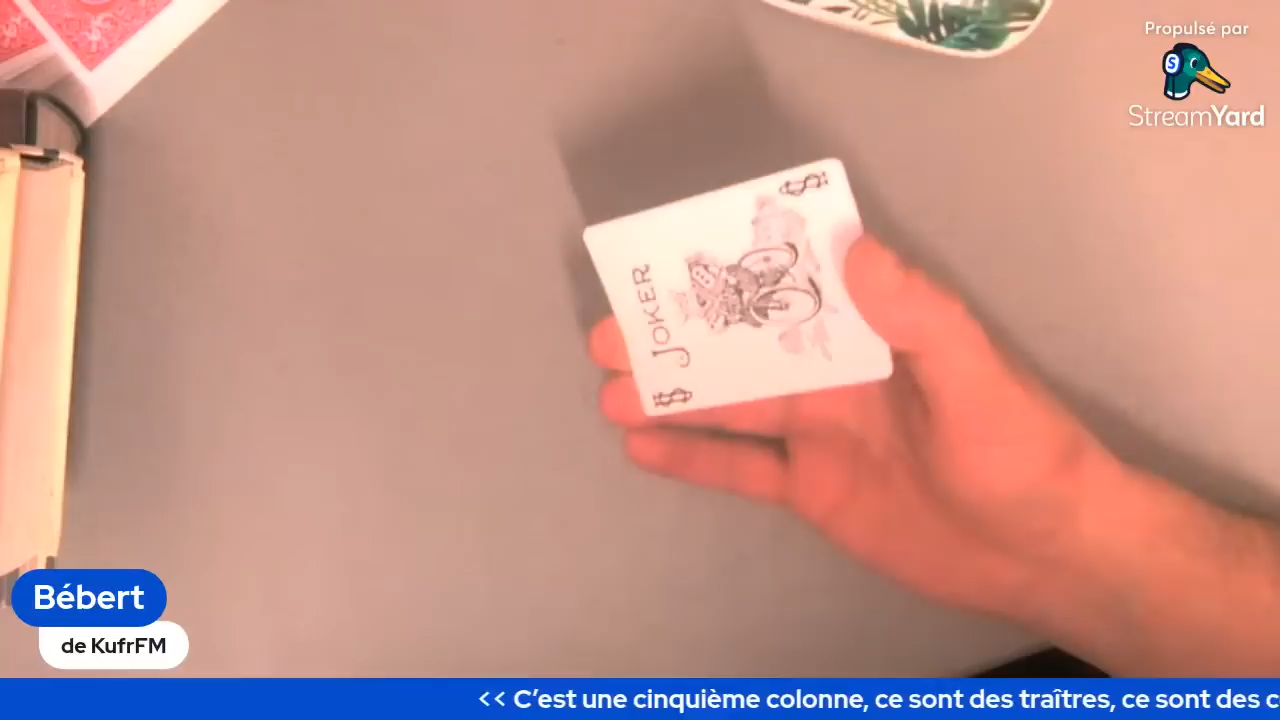 Propulsé par
StreamYard
JOKER
Bébert
de KufrFM
<< C'est une cinquième colonne, ce sont des traîtres, ce sont des c